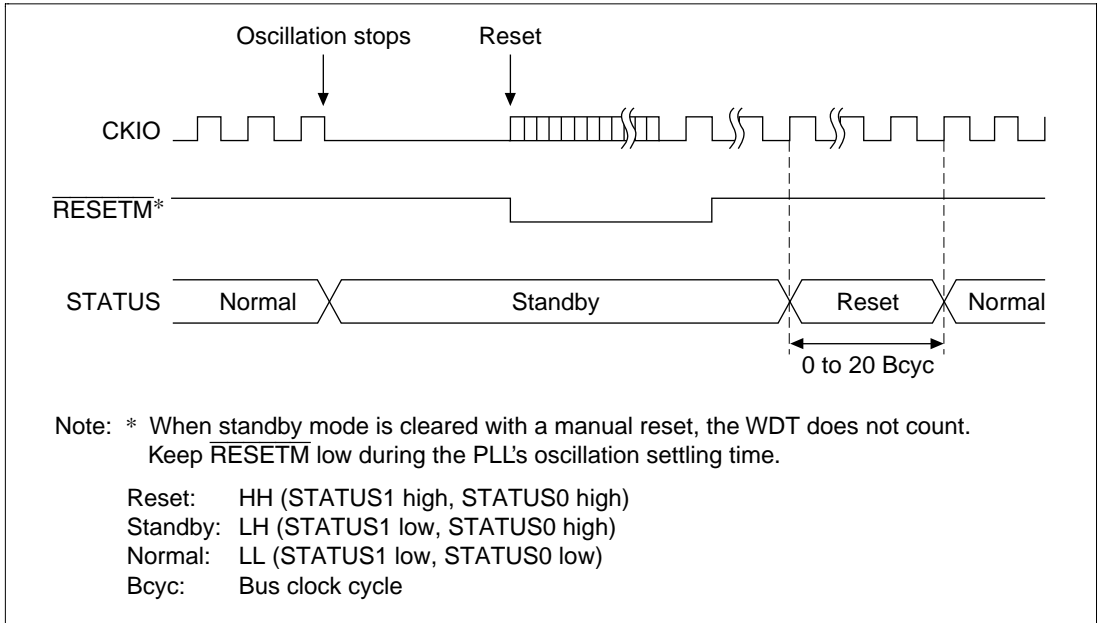 Oscillation stops Reset
CKIO
RESETM*
STATUS Normal Standby Reset Normal
0 to 20 Bcyc
Note: * When standby mode is cleared with a manual reset, the WDT does not count.
Keep RESETM low during the PLL's oscillation settling time.
Reset: HH (STATUS1 high, STATUS0 high)
Standby: LH (STATUS1 low, STATUS0 high)
Normal: LL (STATUS1 low, STATUS0 low)
Bcyc: Bus clock cycle